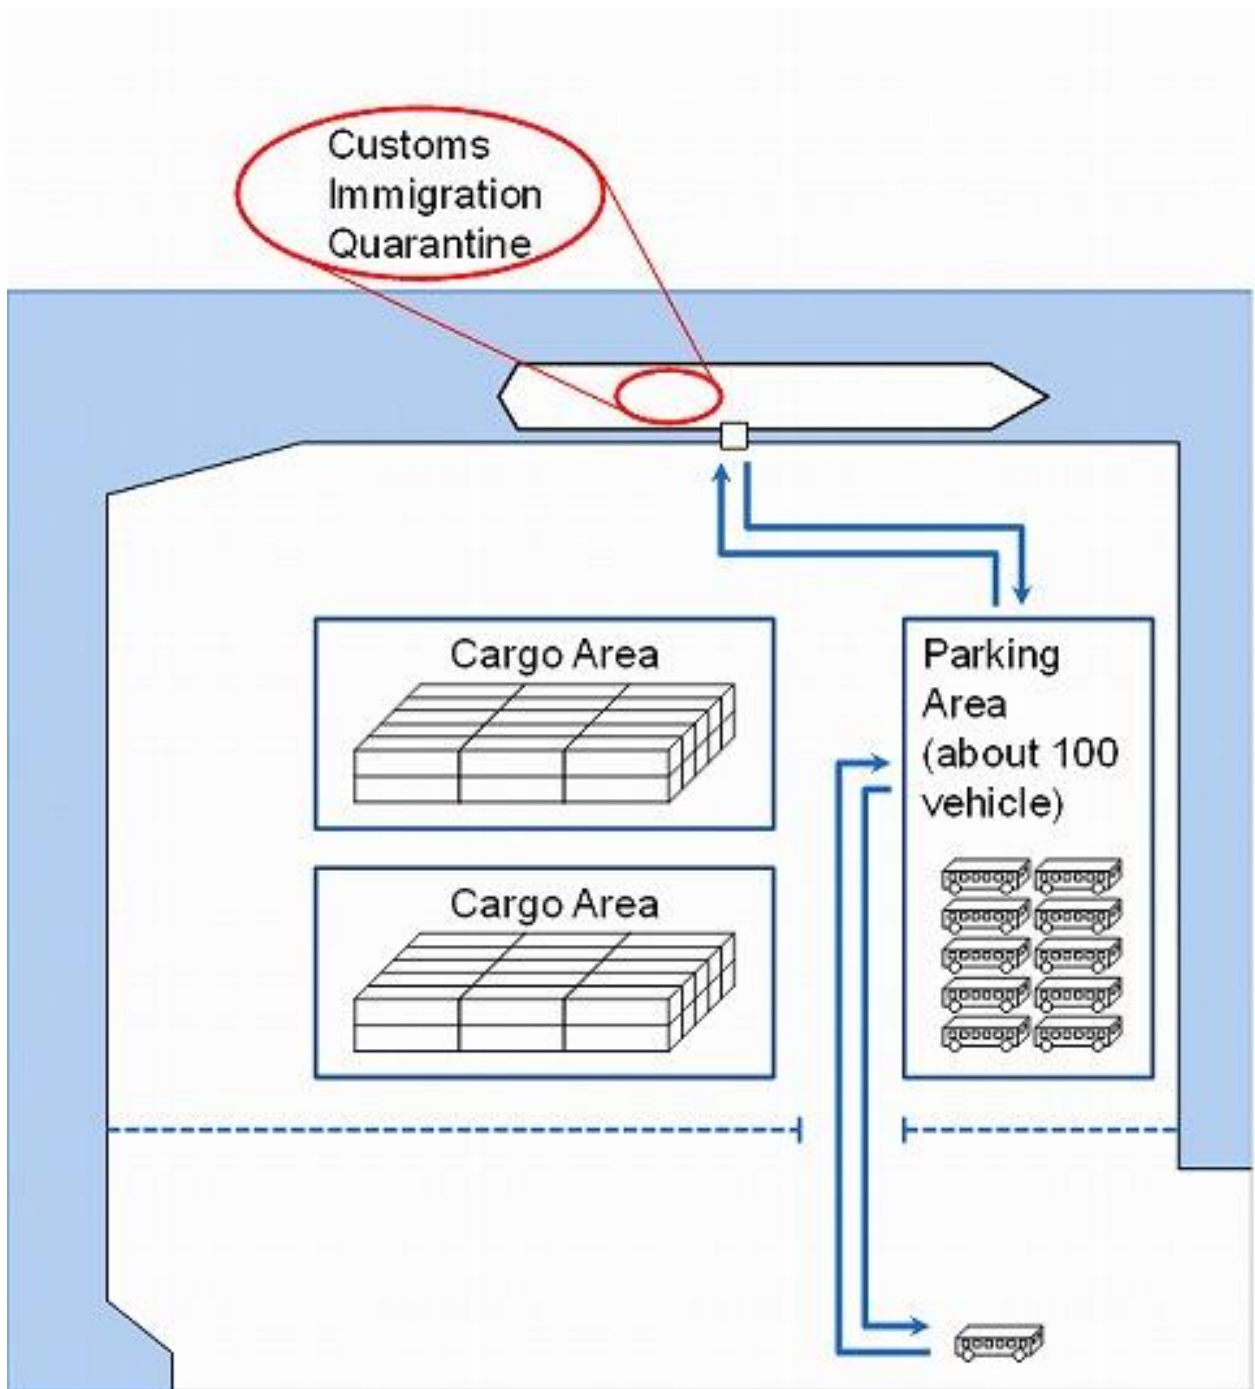 Customs
Immigration
Quarantine
Cargo Area
Parking
Area
(about 100
vehicle)
Cargo Area